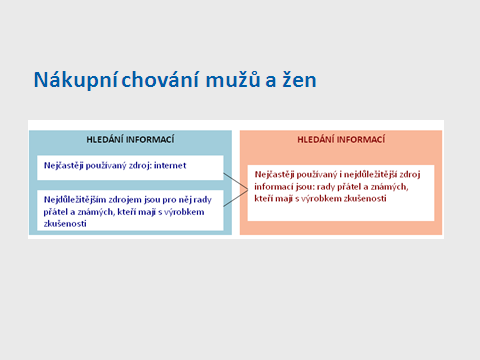 Nákupní chování mužů a žen
HLEDÁNÍ INFORMACÍ
Nejčastěji používaný zdroj: internet
Nejdůležitějším zdrojem jsou pro něj rady
přátel a známých, kteří mají s výrobkem
zkušenosti
HLEDÁNÍ INFORMACÍ
Nejčastěji používaný i nejdůležitější zdroj
informací jsou: rady přátel a známých,
kteří mají s výrobkem zkušenosti